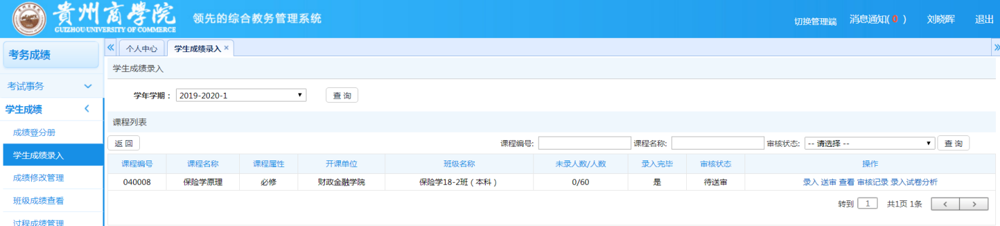 貴州商學院
GUIZHOU UNIVERSITY OF COMMERCE
领先的综合教务管理系统
切换管理端 消息通知( 0 ) 刘晓晖 退出
考务成绩
考试事务
学生成绩
成绩登分册
学生成绩录入
成绩修改管理
班级成绩查看
过程成绩管理
个人中心 学生成绩录入 ×
学生成绩录入
学年学期: 2019-2020-1 查 询
课程列表
返 回 课程编号: 课程名称: 审核状态: -- 请选择 -- 查 询
课程编号 课程名称 课程属性 开课单位 班级名称 未录人数/人数 录入完毕 审核状态 操作
040008 保险学原理 必修 财政金融学院 保险学18-2班(本科) 0/60 是 待送审 录入 送审 查看 审核记录 录入试卷分析
转到 1 共1页 1条